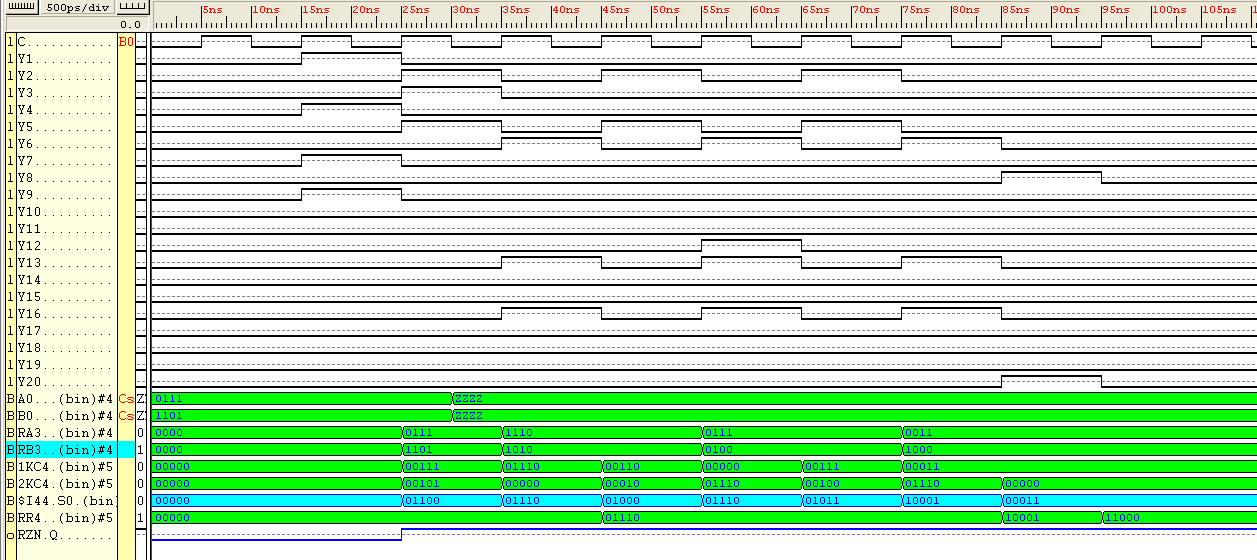 500ps/div
0.0 5ns 10ns 15ns 20ns 25ns 30ns 35ns 40ns 45ns 50ns 55ns 60ns 65ns 70ns 75ns 80ns 85ns 90ns 95ns 100ns 105ns 1
1 C.......... B0
1 Y1.........
1 Y2.........
1 Y3.........
1 Y4.........
1 Y5.........
1 Y6.........
1 Y7.........
1 Y8.........
1 Y9.........
1 Y10........
1 Y11........
1 Y12........
1 Y13........
1 Y14........
1 Y15........
1 Y16........
1 Y17........
1 Y18........
1 Y19........
1 Y20........
B A0...(bin)#4 Cs Z 0111 ZZZZ
B B0...(bin)#4 Cs Z 1101 ZZZZ
B RA3..(bin)#4 0 0000 0111 1110 0111 0011
B RB3..(bin)#4 1 0000 1101 1010 0100 1000
B 1KC4.(bin)#5 0 00000 00111 01110 00110 00000 00111 00011
B 2KC4.(bin)#5 0 00000 00101 00000 00010 01110 00100 01110 00000
B $I44.S0.(bin) 0 00000 01100 01110 01000 01110 01011 10001 00011
B RR4..(bin)#5 1 00000 01110 10001 11000
o RZN.Q.......